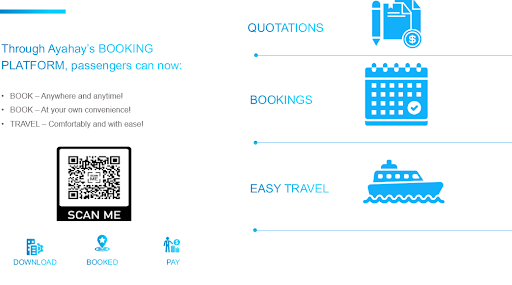 Through Ayahay's BOOKING
PLATFORM, passengers can now:
• BOOK – Anywhere and anytime!
• BOOK – At your own convenience!
• TRAVEL – Comfortably and with ease!
SCAN ME
DOWNLOAD
BOOKED
PAY
QUOTATIONS
BOOKINGS
EASY TRAVEL